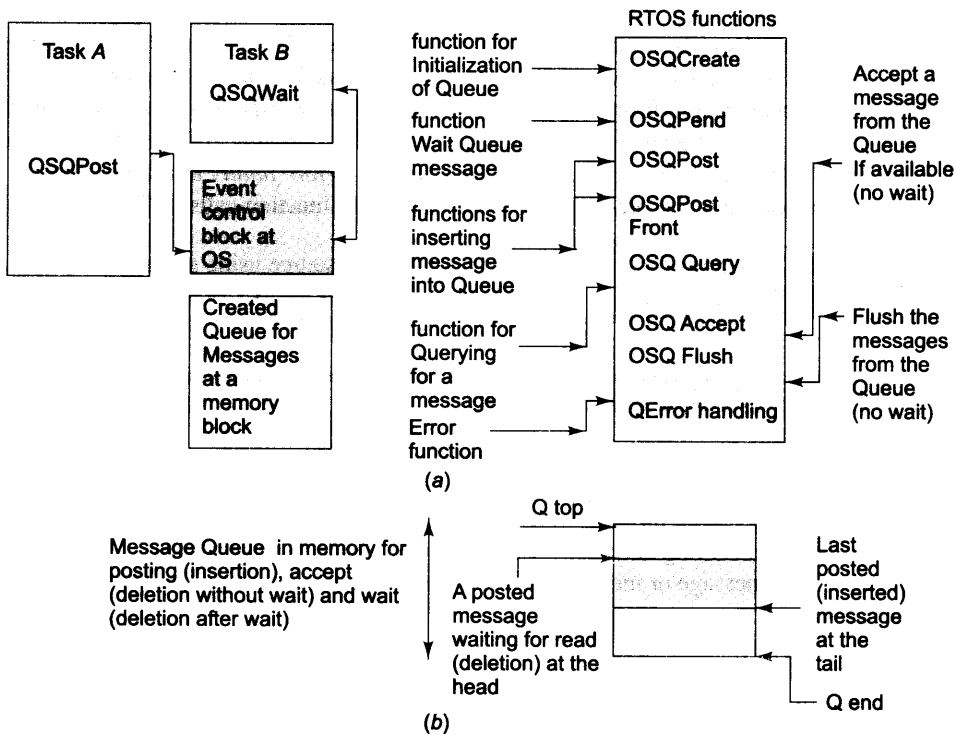 Task A
QSQPost
Task B
QSQWait
Event
control
block at
OS
Created
Queue for
Messages
at a
memory
block
function for
Initialization
of Queue
function
Wait Queue
message
functions for
inserting
message
into Queue
function for
Querying
for a
message
Error
function
RTOS functions
OSQCreate
OSQPend
OSQPost
OSQPost
Front
OSQ Query
OSQ Accept
OSQ Flush
QError handling
Accept a
message
from the
Queue
If available
(no wait)
Flush the
messages
from the
Queue
(no wait)
(a)
Message Queue in memory for
posting (insertion), accept
(deletion without wait) and wait
(deletion after wait)
Q top
A posted
message
waiting for read
(deletion) at the
head
Last
posted
(inserted)
message
at the
tail
Q end
(b)